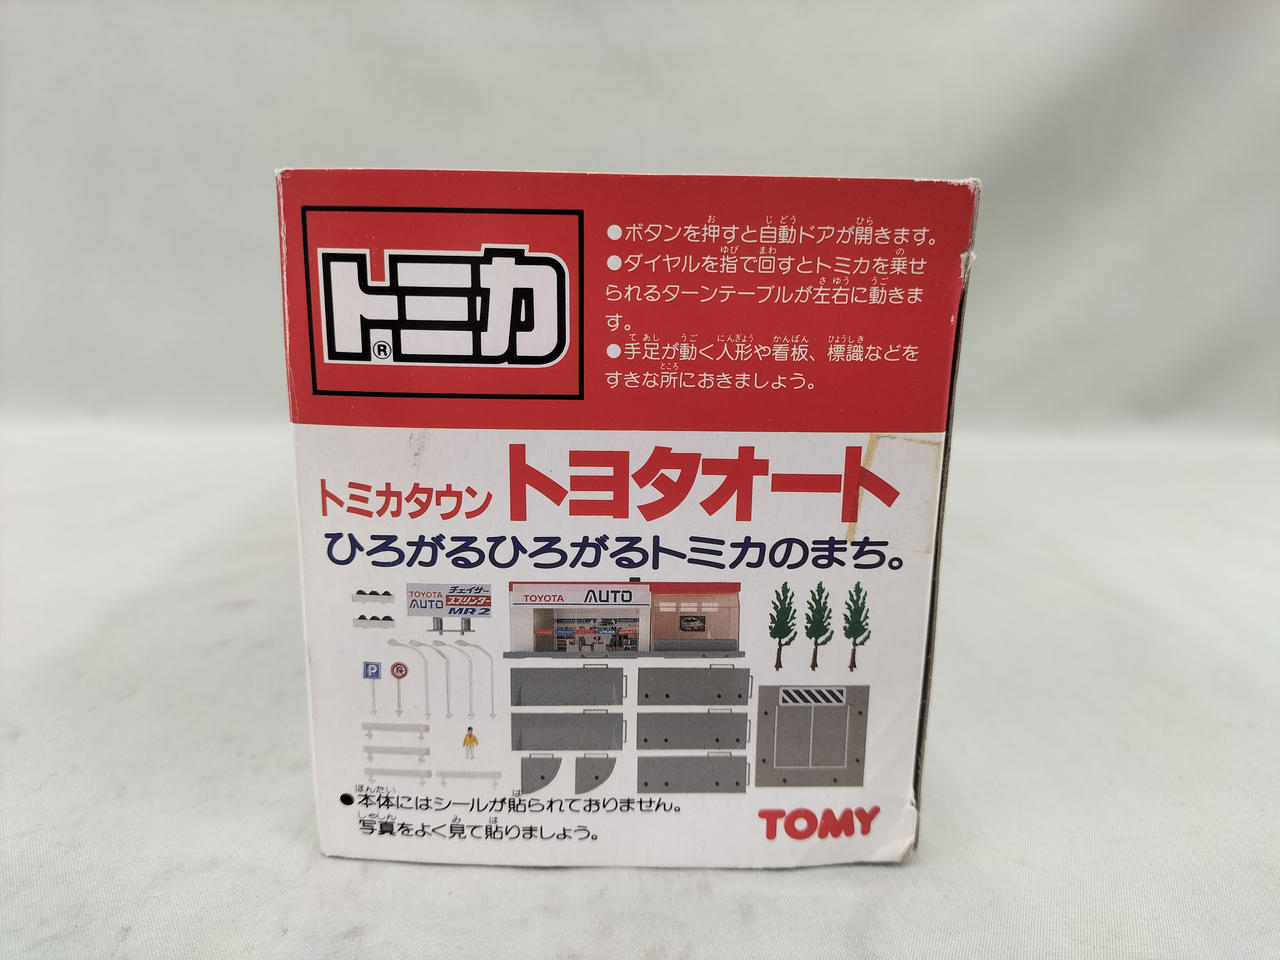 トミカ
®
●ボタンを押すと自動ドアが開きます。
●ダイヤルを指で回すとトミカを乗せ
られるターンテーブルが左右に動きま
す。
●手足が動く人形や看板、標識などを
すきな所におきましょう。
トミカタウン トヨタオート
ひろがるひろがるトミカのまち。
TOYOTA
AUTO
チェイサー
スプリンター
MR2
TOYOTA AUTO
P
●本体にはシールが貼られておりません。
写真をよく見て貼りましょう。
TOMY